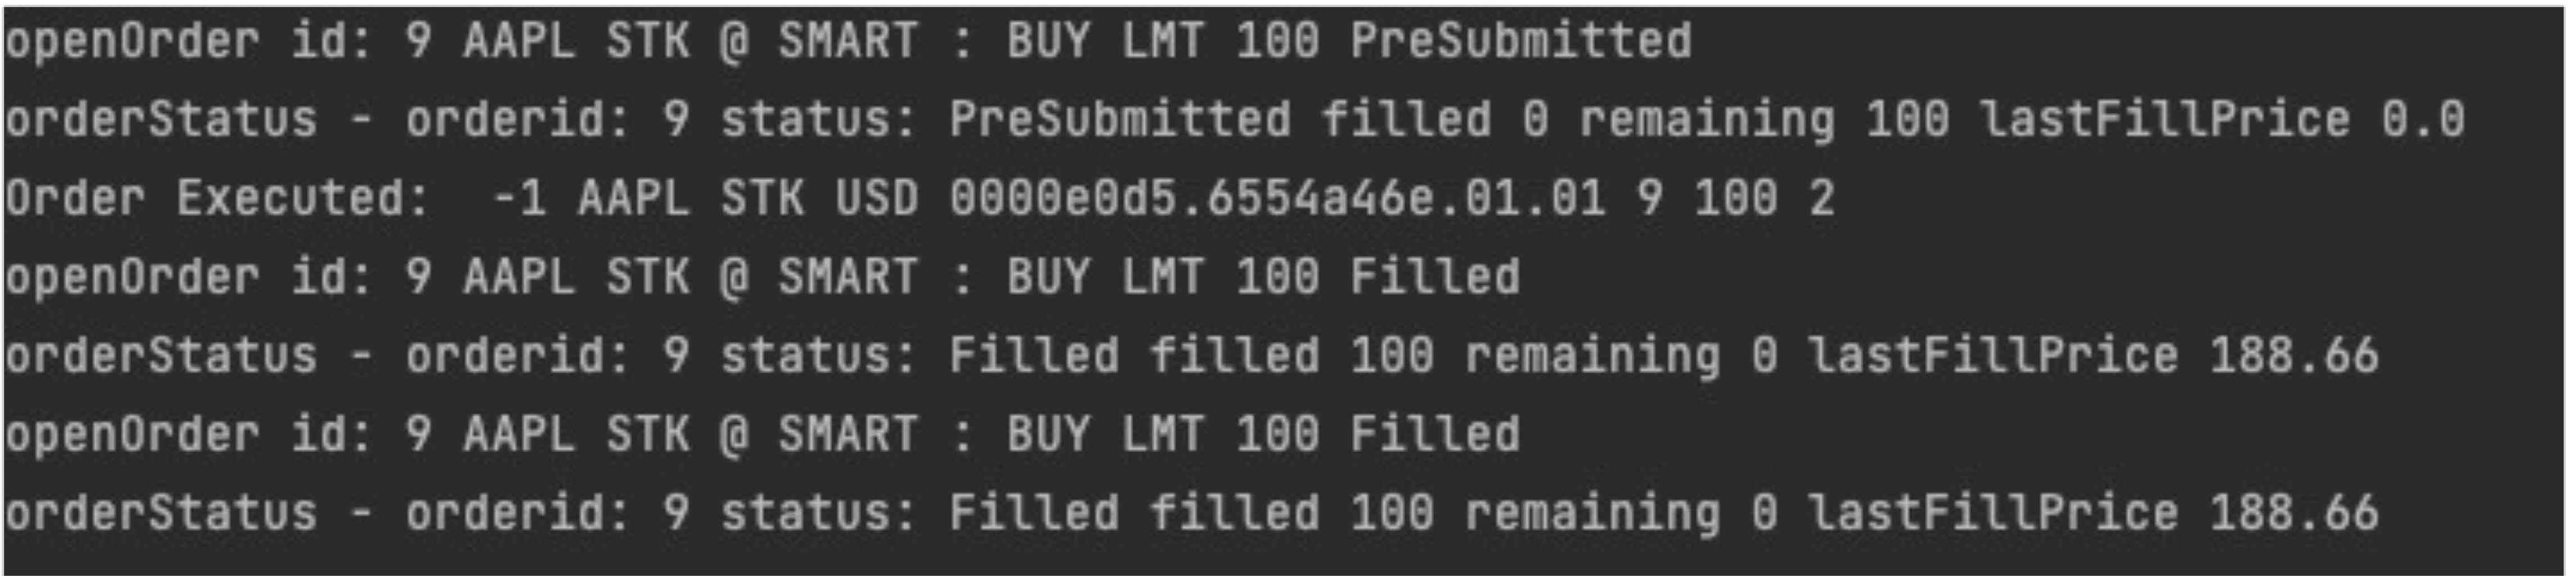 openOrder id: 9 AAPL STK @ SMART : BUY LMT 100 PreSubmitted
orderStatus - orderid: 9 status: PreSubmitted filled 0 remaining 100 lastFillPrice 0.0
Order Executed:  -1 AAPL STK USD 0000e0d5.6554a46e.01.01 9 100 2
openOrder id: 9 AAPL STK @ SMART : BUY LMT 100 Filled
orderStatus - orderid: 9 status: Filled filled 100 remaining 0 lastFillPrice 188.66
openOrder id: 9 AAPL STK @ SMART : BUY LMT 100 Filled
orderStatus - orderid: 9 status: Filled filled 100 remaining 0 lastFillPrice 188.66